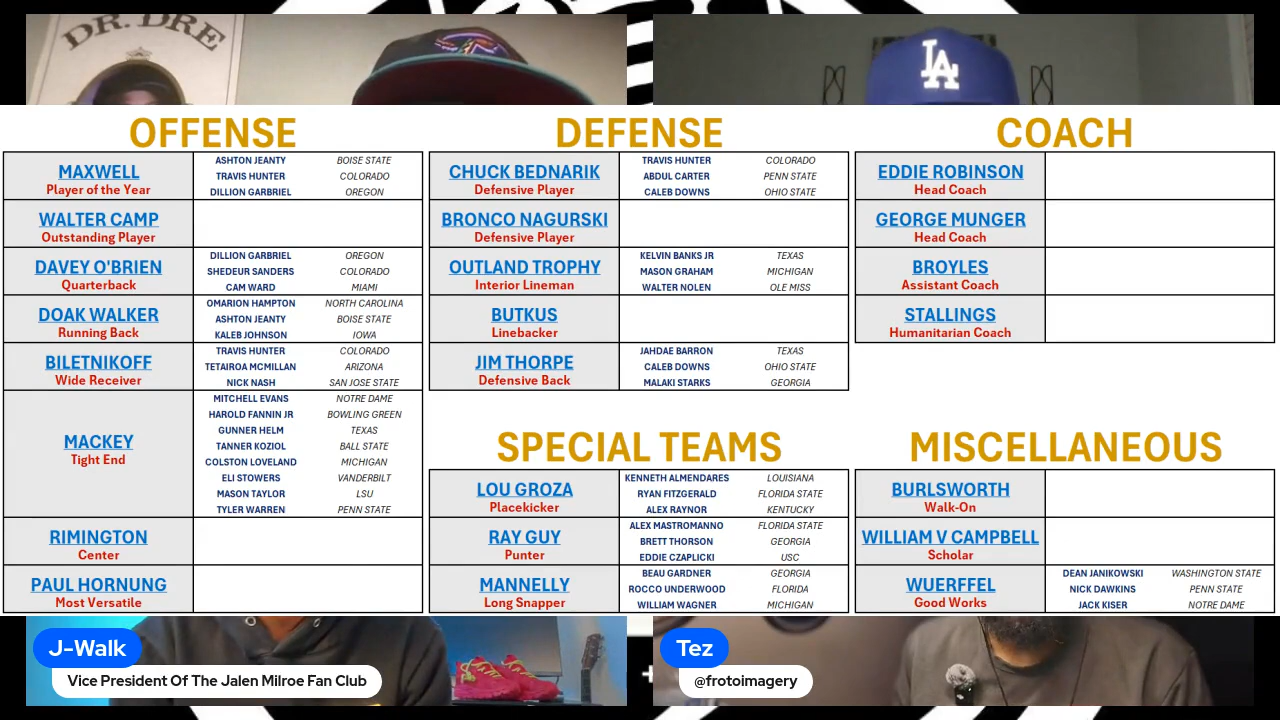 DR. DRE
LA
OFFENSE
MAXWELL
Player of the Year
ASHTON JEANTY BOISE STATE
TRAVIS HUNTER COLORADO
DILLION GARBRIEL OREGON
WALTER CAMP
Outstanding Player
DAVEY O'BRIEN
Quarterback
DILLION GARBRIEL OREGON
SHEDEUR SANDERS COLORADO
CAM WARD MIAMI
DOAK WALKER
Running Back
OMARION HAMPTON NORTH CAROLINA
ASHTON JEANTY BOISE STATE
KALEB JOHNSON IOWA
BILETNIKOFF
Wide Receiver
TRAVIS HUNTER COLORADO
TETAIROA MCMILLAN ARIZONA
NICK NASH SAN JOSE STATE
MACKEY
Tight End
MITCHELL EVANS NOTRE DAME
HAROLD FANNIN JR BOWLING GREEN
GUNNER HELM TEXAS
TANNER KOZIOL BALL STATE
COLSTON LOVELAND MICHIGAN
ELI STOWERS VANDERBILT
MASON TAYLOR LSU
TYLER WARREN PENN STATE
RIMINGTON
Center
PAUL HORNUNG
Most Versatile
DEFENSE
CHUCK BEDNARIK
Defensive Player
TRAVIS HUNTER COLORADO
ABDUL CARTER PENN STATE
CALEB DOWNS OHIO STATE
BRONCO NAGURSKI
Defensive Player
OUTLAND TROPHY
Interior Lineman
KELVIN BANKS JR TEXAS
MASON GRAHAM MICHIGAN
WALTER NOLEN OLE MISS
BUTKUS
Linebacker
JIM THORPE
Defensive Back
JAHDAE BARRON TEXAS
CALEB DOWNS OHIO STATE
MALAKI STARKS GEORGIA
SPECIAL TEAMS
LOU GROZA
Placekicker
KENNETH ALMENDARES LOUISIANA
RYAN FITZGERALD FLORIDA STATE
ALEX RAYNOR KENTUCKY
RAY GUY
Punter
ALEX MASTROMANNO FLORIDA STATE
BRETT THORSON GEORGIA
EDDIE CZAPLICKI USC
MANNELLY
Long Snapper
BEAU GARDNER GEORGIA
ROCCO UNDERWOOD FLORIDA
WILLIAM WAGNER MICHIGAN
COACH
EDDIE ROBINSON
Head Coach
GEORGE MUNGER
Head Coach
BROYLES
Assistant Coach
STALLINGS
Humanitarian Coach
MISCELLANEOUS
BURLSWORTH
Walk-On
WILLIAM V CAMPBELL
Scholar
WUERFFEL
Good Works
DEAN JANIKOWSKI WASHINGTON STATE
NICK DAWKINS PENN STATE
JACK KISER NOTRE DAME
J-Walk
Vice President Of The Jalen Milroe Fan Club
Tez
@frotoimagery